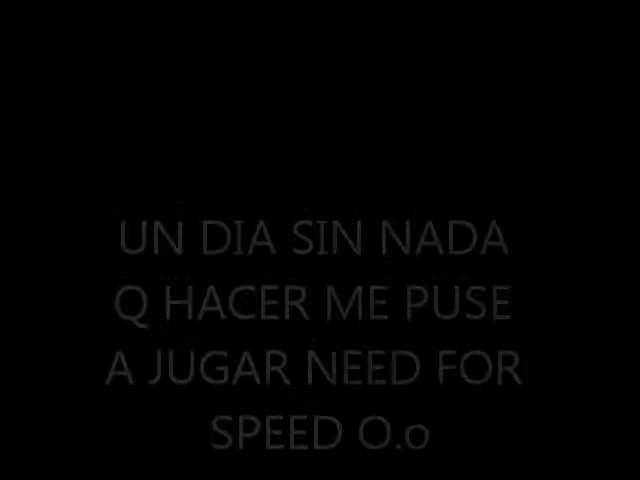 UN DIA SIN NADA
Q HACER ME PUSE
A JUGAR NEED FOR
SPEED O.o